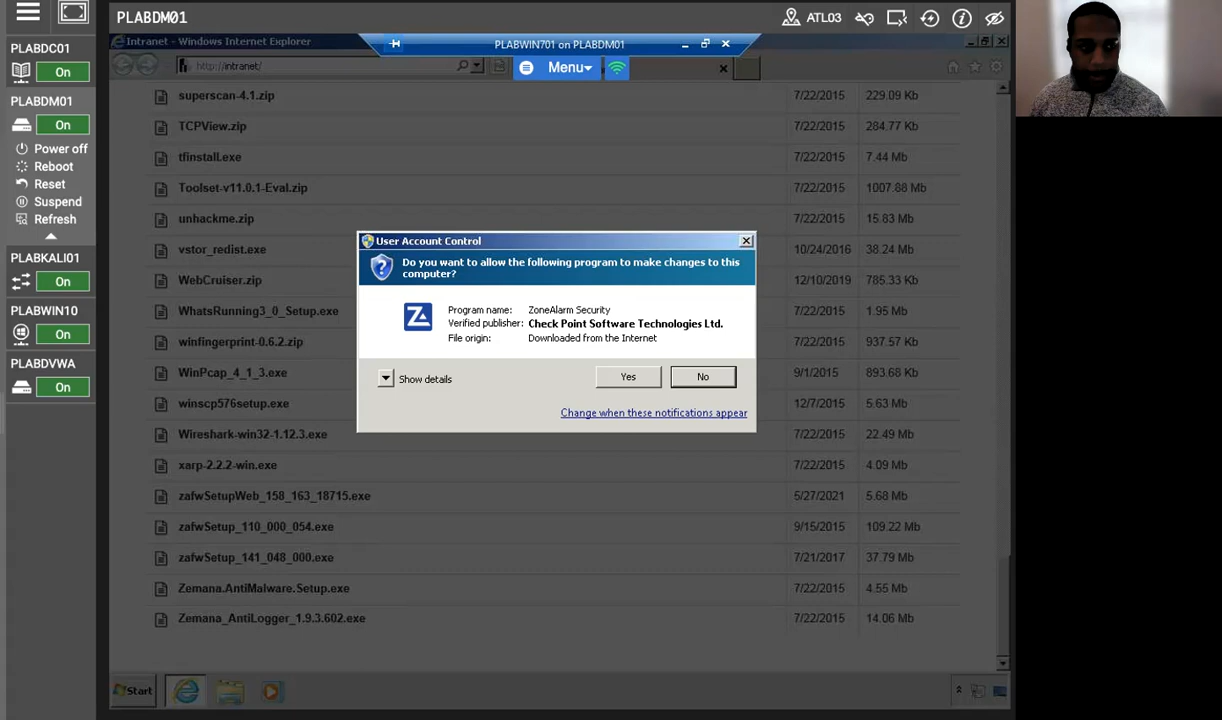 PLABDM01
ATL03
PLABDC01
On
PLABDM01
On
Power off
Reboot
Reset
Suspend
Refresh
PLABKALI01
On
PLABWIN10
On
PLABDVWA
On
Intranet - Windows Internet Explorer
PLABWIN701 on PLABDM01
http://intranet/
Menu
superscan-4.1.zip 7/22/2015 229.09 Kb
TCPView.zip 7/22/2015 284.77 Kb
tfinstall.exe 7/22/2015 7.44 Mb
Toolset-v11.0.1-Eval.zip 7/22/2015 1007.88 Mb
unhackme.zip 7/22/2015 15.83 Mb
vstor_redist.exe 10/24/2016 38.24 Mb
WebCruiser.zip 12/10/2019 785.33 Kb
WhatsRunning3_0_Setup.exe 7/22/2015 1.95 Mb
winfingerprint-0.6.2.zip 7/22/2015 937.57 Kb
WinPcap_4_1_3.exe 9/1/2015 893.68 Kb
winscp576setup.exe 12/7/2015 5.63 Mb
Wireshark-win32-1.12.3.exe 7/22/2015 22.49 Mb
xarp-2.2.2-win.exe 7/22/2015 4.09 Mb
zafwSetupWeb_158_163_18715.exe 5/27/2021 5.68 Mb
zafwSetup_110_000_054.exe 9/15/2015 109.22 Mb
zafwSetup_141_048_000.exe 7/21/2017 37.79 Mb
Zemana.AntiMalware.Setup.exe 7/22/2015 4.55 Mb
Zemana_AntiLogger_1.9.3.602.exe 7/22/2015 14.06 Mb
User Account Control
Do you want to allow the following program to make changes to this
computer?
Program name: ZoneAlarm Security
Verified publisher: Check Point Software Technologies Ltd.
File origin: Downloaded from the Internet
Show details
Yes
No
Change when these notifications appear
Start